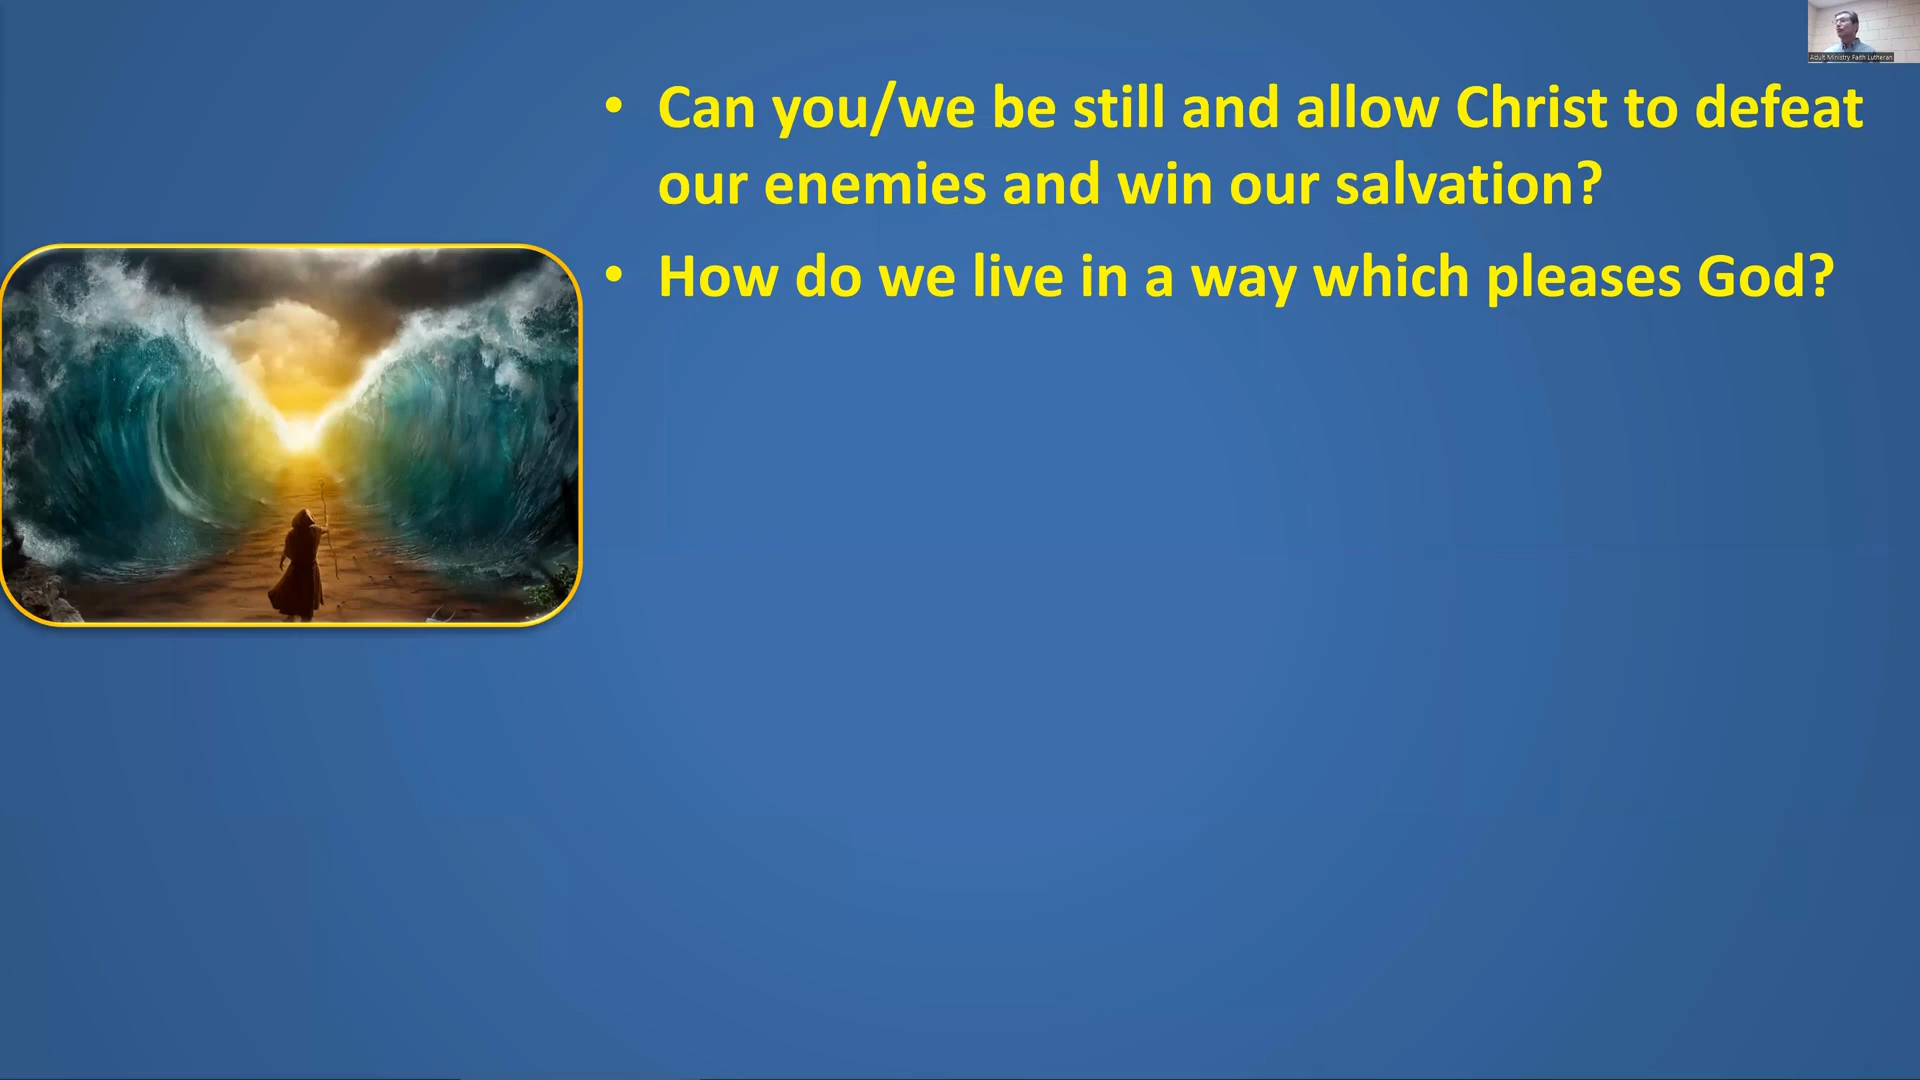 • Can you/we be still and allow Christ to defeat
our enemies and win our salvation?
• How do we live in a way which pleases God?
Adult Ministry Faith Lutheran